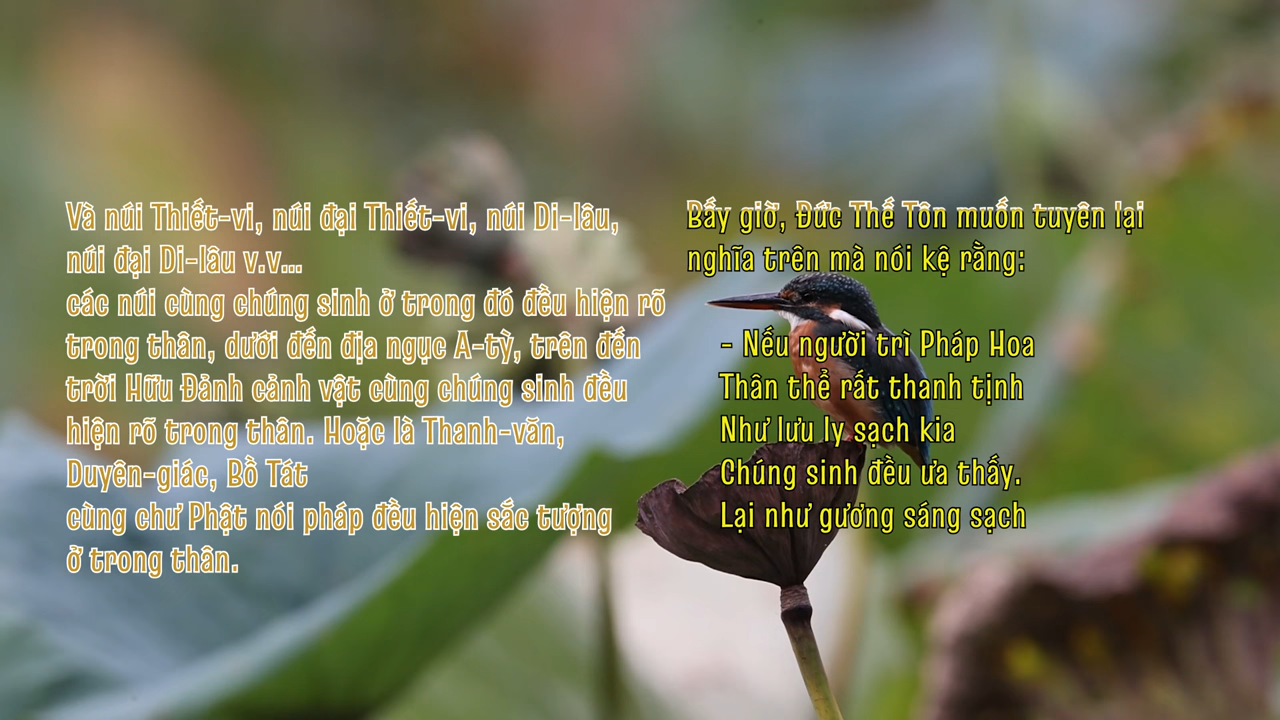 Và núi Thiết-vi, núi đại Thiết-vi, núi Di-lâu,
núi đại Di-lâu v.v...
các núi cùng chúng sinh ở trong đó đều hiện rõ
trong thân, dưới đến địa ngục A-tỳ, trên đến
trời Hữu Đảnh cảnh vật cùng chúng sinh đều
hiện rõ trong thân. Hoặc là Thanh-văn,
Duyên-giác, Bồ Tát
cùng chư Phật nói pháp đều hiện sắc tượng
ở trong thân.
Bấy giờ, Đức Thế Tôn muốn tuyên lại
nghĩa trên mà nói kệ rằng:
- Nếu người trì Pháp Hoa
Thân thể rất thanh tịnh
Như lưu ly sạch kia
Chúng sinh đều ưa thấy.
Lại như gương sáng sạch